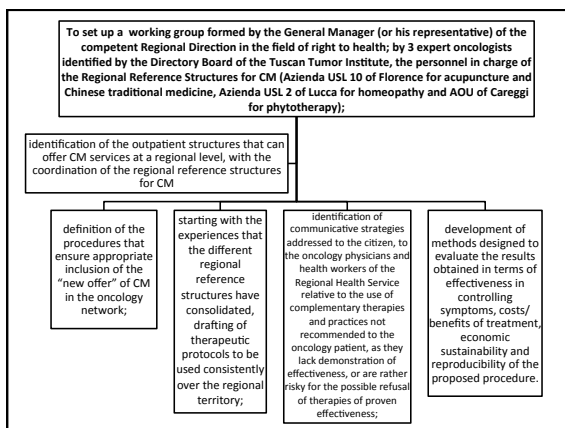 To set up a working group formed by the General Manager (or his representative) of the
competent Regional Direction in the field of right to health; by 3 expert oncologists
identified by the Directory Board of the Tuscan Tumor Institute, the personnel in charge of
the Regional Reference Structures for CM (Azienda USL 10 of Florence for acupuncture and
Chinese traditional medicine, Azienda USL 2 of Lucca for homeopathy and AOU of Careggi
for phytotherapy);
identification of the outpatient structures that can
offer CM services at a regional level, with the
coordination of the regional reference structures
for CM
definition of the
procedures that
ensure appropriate
inclusion of the
“new offer” of CM
in the oncology
network;
starting with the
experiences that
the different
regional
reference
structures have
consolidated,
drafting of
therapeutic
protocols to be
used consistently
over the regional
territory;
identification of
communicative strategies
addressed to the citizen, to
the oncology physicians and
health workers of the
Regional Health Service
relative to the use of
complementary therapies
and practices not
recommended to the
oncology patient, as they
lack demonstration of
effectiveness, or are rather
risky for the possible refusal
of therapies of proven
effectiveness;
development of
methods designed to
evaluate the results
obtained in terms of
effectiveness in
controlling
symptoms, costs/
benefits of treatment,
economic
sustainability and
reproducibility of the
proposed procedure.